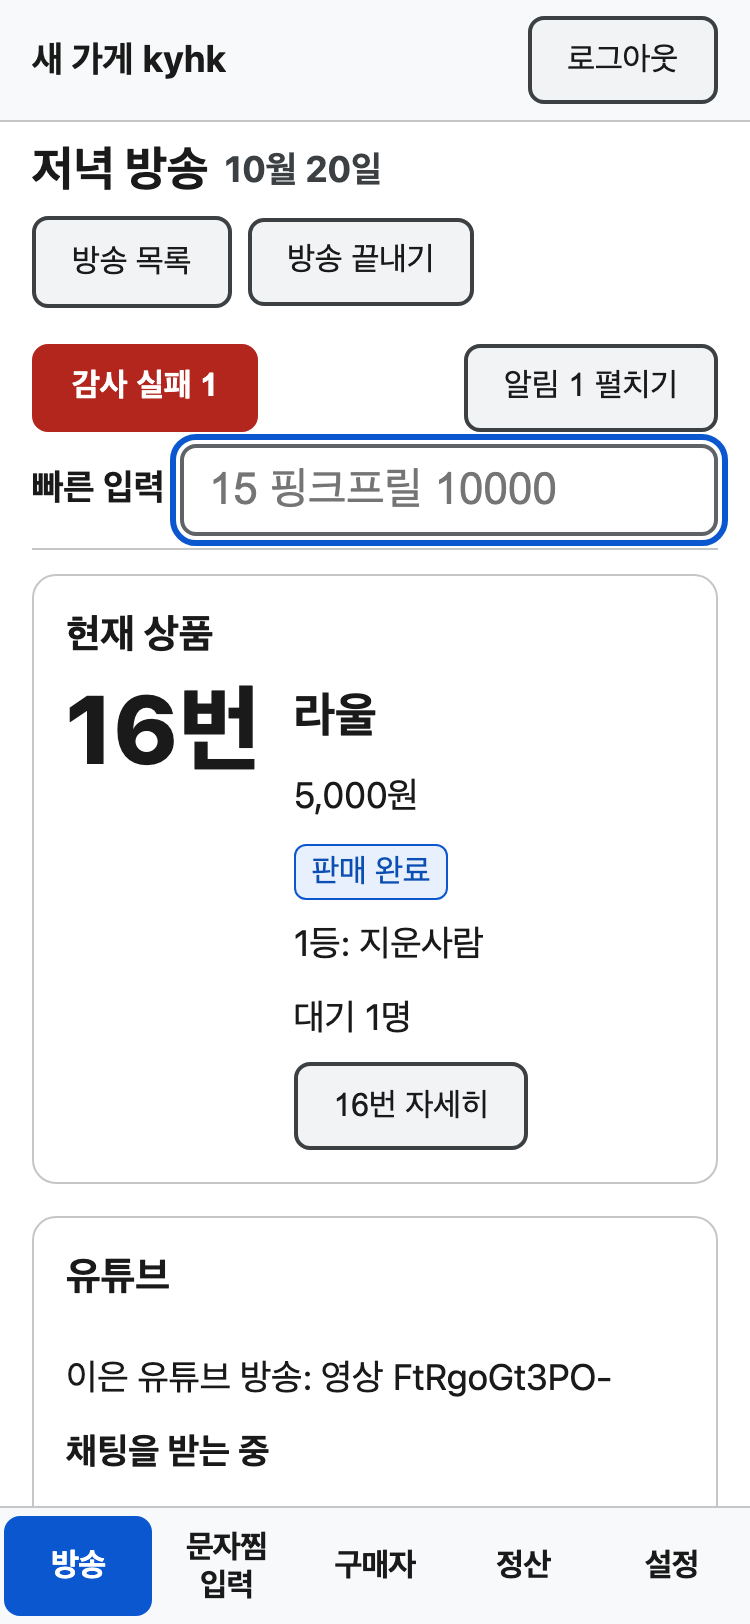 새 가게 kyhk
로그아웃
저녁 방송 10월 20일
방송 목록
방송 끝내기
감사 실패 1
알림 1 펼치기
빠른 입력
15 핑크프릴 10000
현재 상품
16번
라울
5,000원
판매 완료
1등: 지운사람
대기 1명
16번 자세히
유튜브
이은 유튜브 방송: 영상 FtRgoGt3PO-
채팅을 받는 중
방송
문자찜
입력
구매자
정산
설정